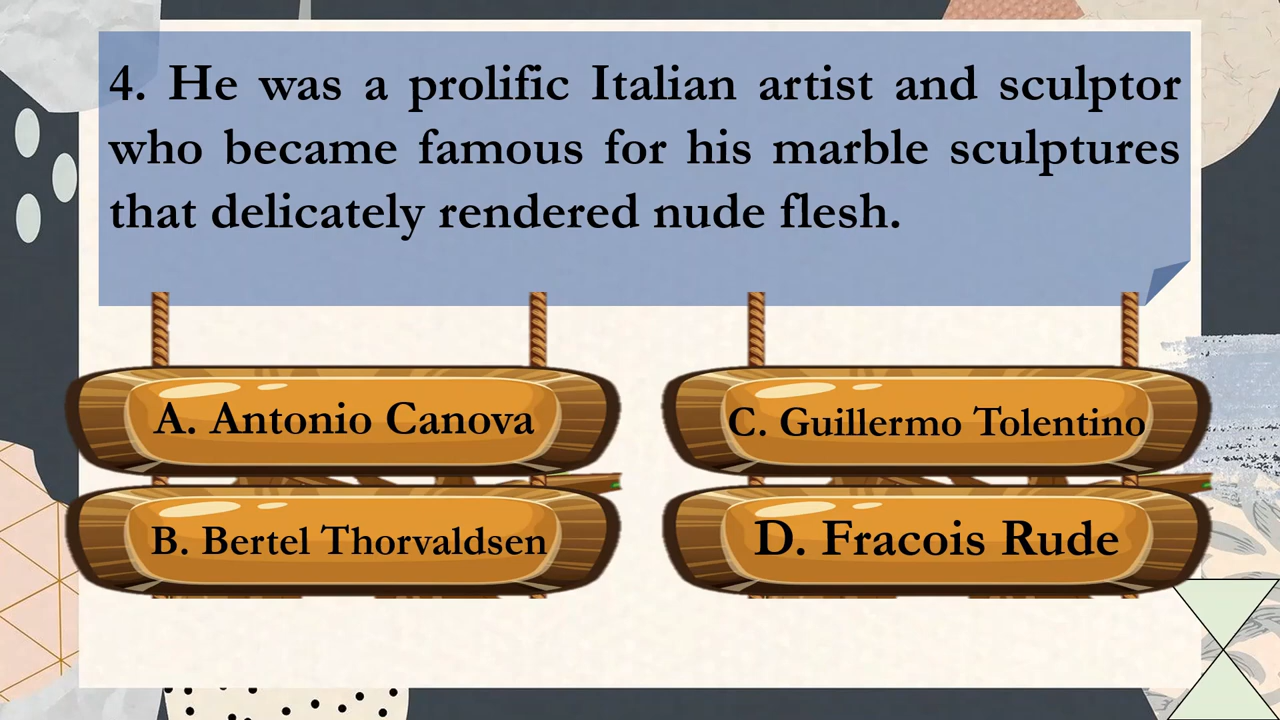 4. He was a prolific Italian artist and sculptor
who became famous for his marble sculptures
that delicately rendered nude flesh.
A. Antonio Canova
B. Bertel Thorvaldsen
C. Guillermo Tolentino
D. Fracois Rude